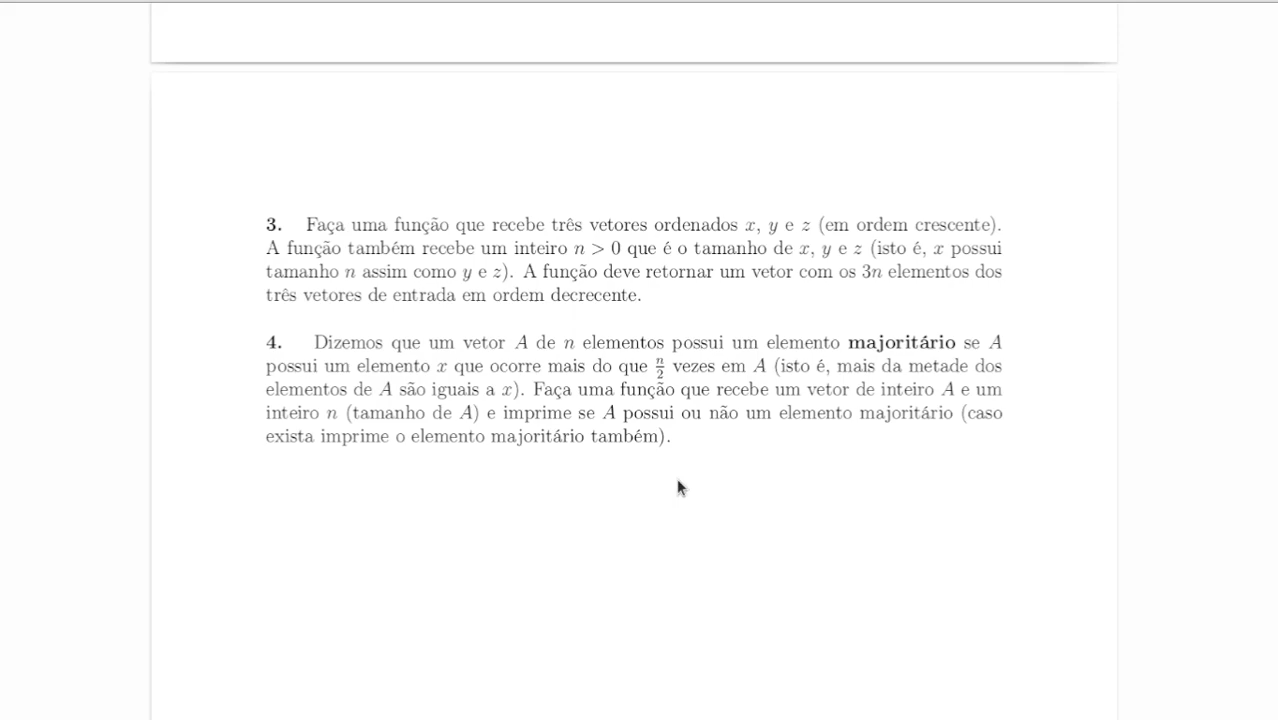 3. Faça uma função que recebe três vetores ordenados x, y e z (em ordem crescente).
A função também recebe um inteiro n > 0 que é o tamanho de x, y e z (isto é, x possui
tamanho n assim como y e z). A função deve retornar um vetor com os 3n elementos dos
três vetores de entrada em ordem decrecente.
4. Dizemos que um vetor A de n elementos possui um elemento majoritário se A
possui um elemento x que ocorre mais do que n/2 vezes em A (isto é, mais da metade dos
elementos de A são iguais a x). Faça uma função que recebe um vetor de inteiro A e um
inteiro n (tamanho de A) e imprime se A possui ou não um elemento majoritário (caso
exista imprime o elemento majoritário também).